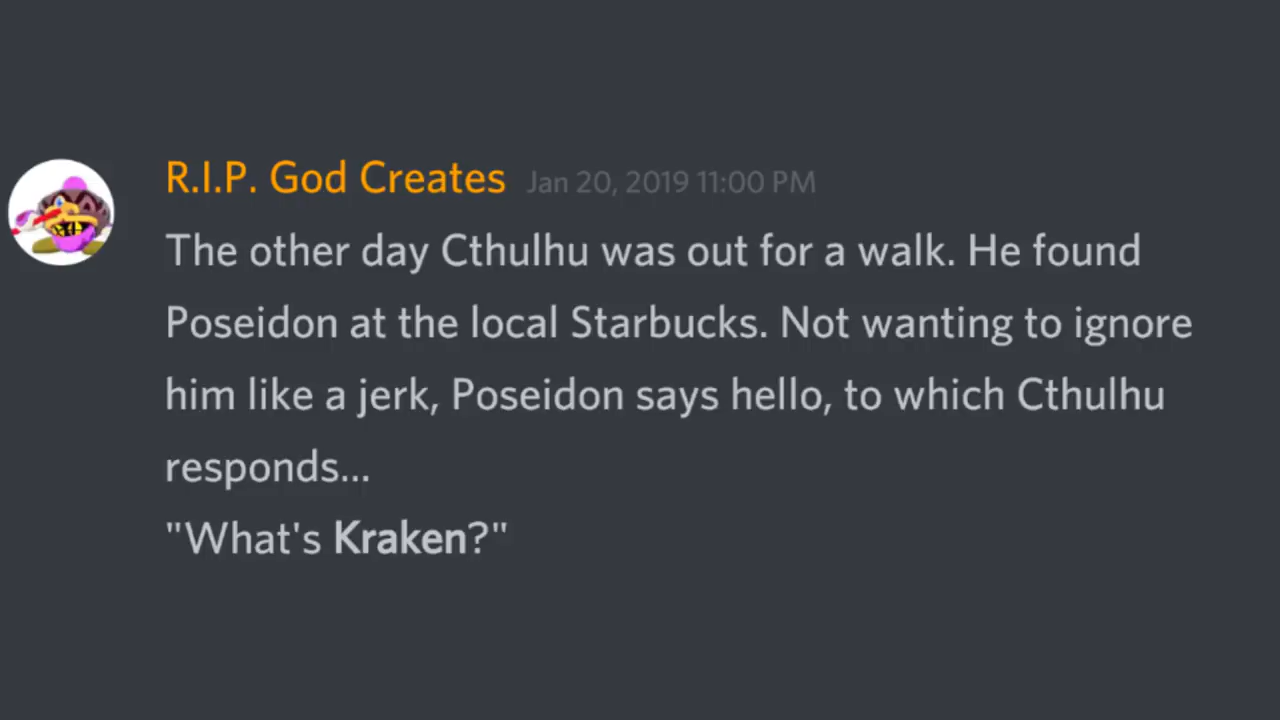 R.I.P. God Creates Jan 20, 2019 11:00 PM
The other day Cthulhu was out for a walk. He found
Poseidon at the local Starbucks. Not wanting to ignore
him like a jerk, Poseidon says hello, to which Cthulhu
responds...
"What's Kraken?"